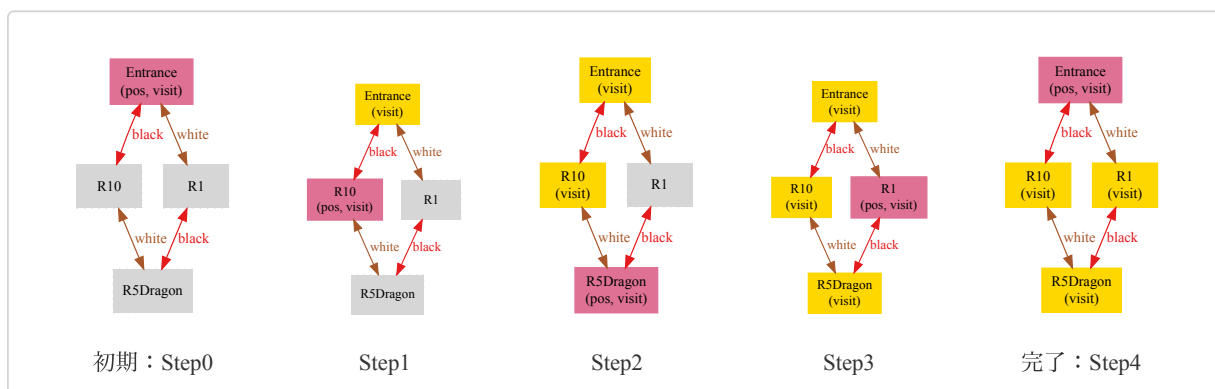 Entrance
(pos, visit)
black
white
R10
R1
white
black
R5Dragon
初期：Step0
Entrance
(visit)
black
white
R10
(pos, visit)
R1
white
black
R5Dragon
Step1
Entrance
(visit)
black
white
R10
(visit)
R1
white
black
R5Dragon
(pos, visit)
Step2
Entrance
(visit)
black
white
R10
(visit)
R1
(pos, visit)
white
black
R5Dragon
(visit)
Step3
Entrance
(pos, visit)
black
white
R10
(visit)
R1
(visit)
white
black
R5Dragon
(visit)
完了：Step4